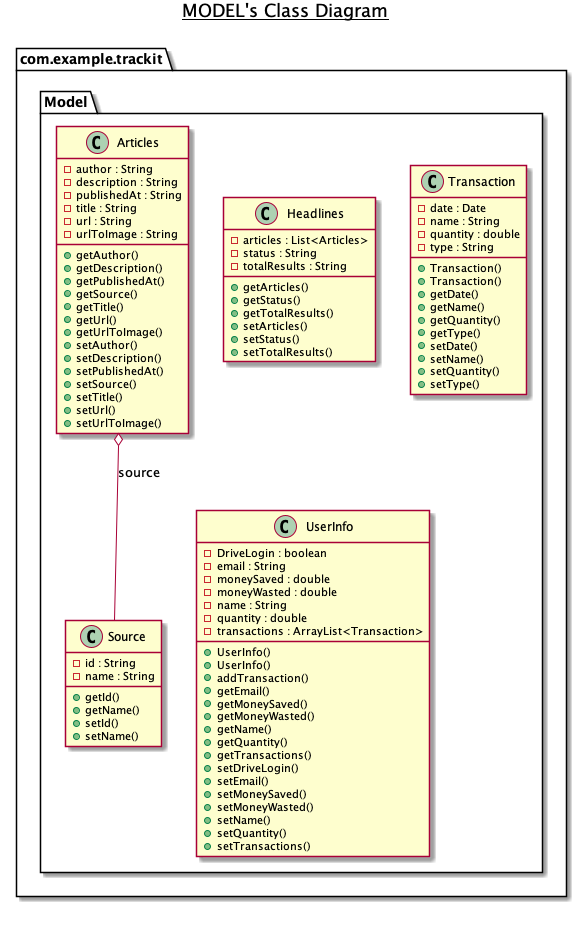 MODEL's Class Diagram
com.example.trackit
Model
C Articles
author : String
description : String
publishedAt : String
title : String
url : String
urlToImage : String
getAuthor()
getDescription()
getPublishedAt()
getSource()
getTitle()
getUrl()
getUrlToImage()
setAuthor()
setDescription()
setPublishedAt()
setSource()
setTitle()
setUrl()
setUrlToImage()
C Headlines
articles : List<Articles>
status : String
totalResults : String
getArticles()
getStatus()
getTotalResults()
setArticles()
setStatus()
setTotalResults()
C Transaction
date : Date
name : String
quantity : double
type : String
Transaction()
Transaction()
getDate()
getName()
getQuantity()
getType()
setDate()
setName()
setQuantity()
setType()
source
C Source
id : String
name : String
getId()
getName()
setId()
setName()
C UserInfo
DriveLogin : boolean
email : String
moneySaved : double
moneyWasted : double
name : String
quantity : double
transactions : ArrayList<Transaction>
UserInfo()
UserInfo()
addTransaction()
getEmail()
getMoneySaved()
getMoneyWasted()
getName()
getQuantity()
getTransactions()
setDriveLogin()
setEmail()
setMoneySaved()
setMoneyWasted()
setName()
setQuantity()
setTransactions()